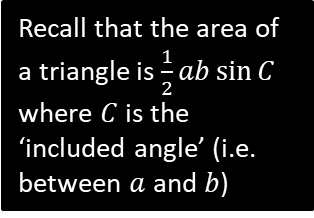 Recall that the area of
a triangle is 1/2 ab sin C
where C is the
‘included angle’ (i.e.
between a and b)